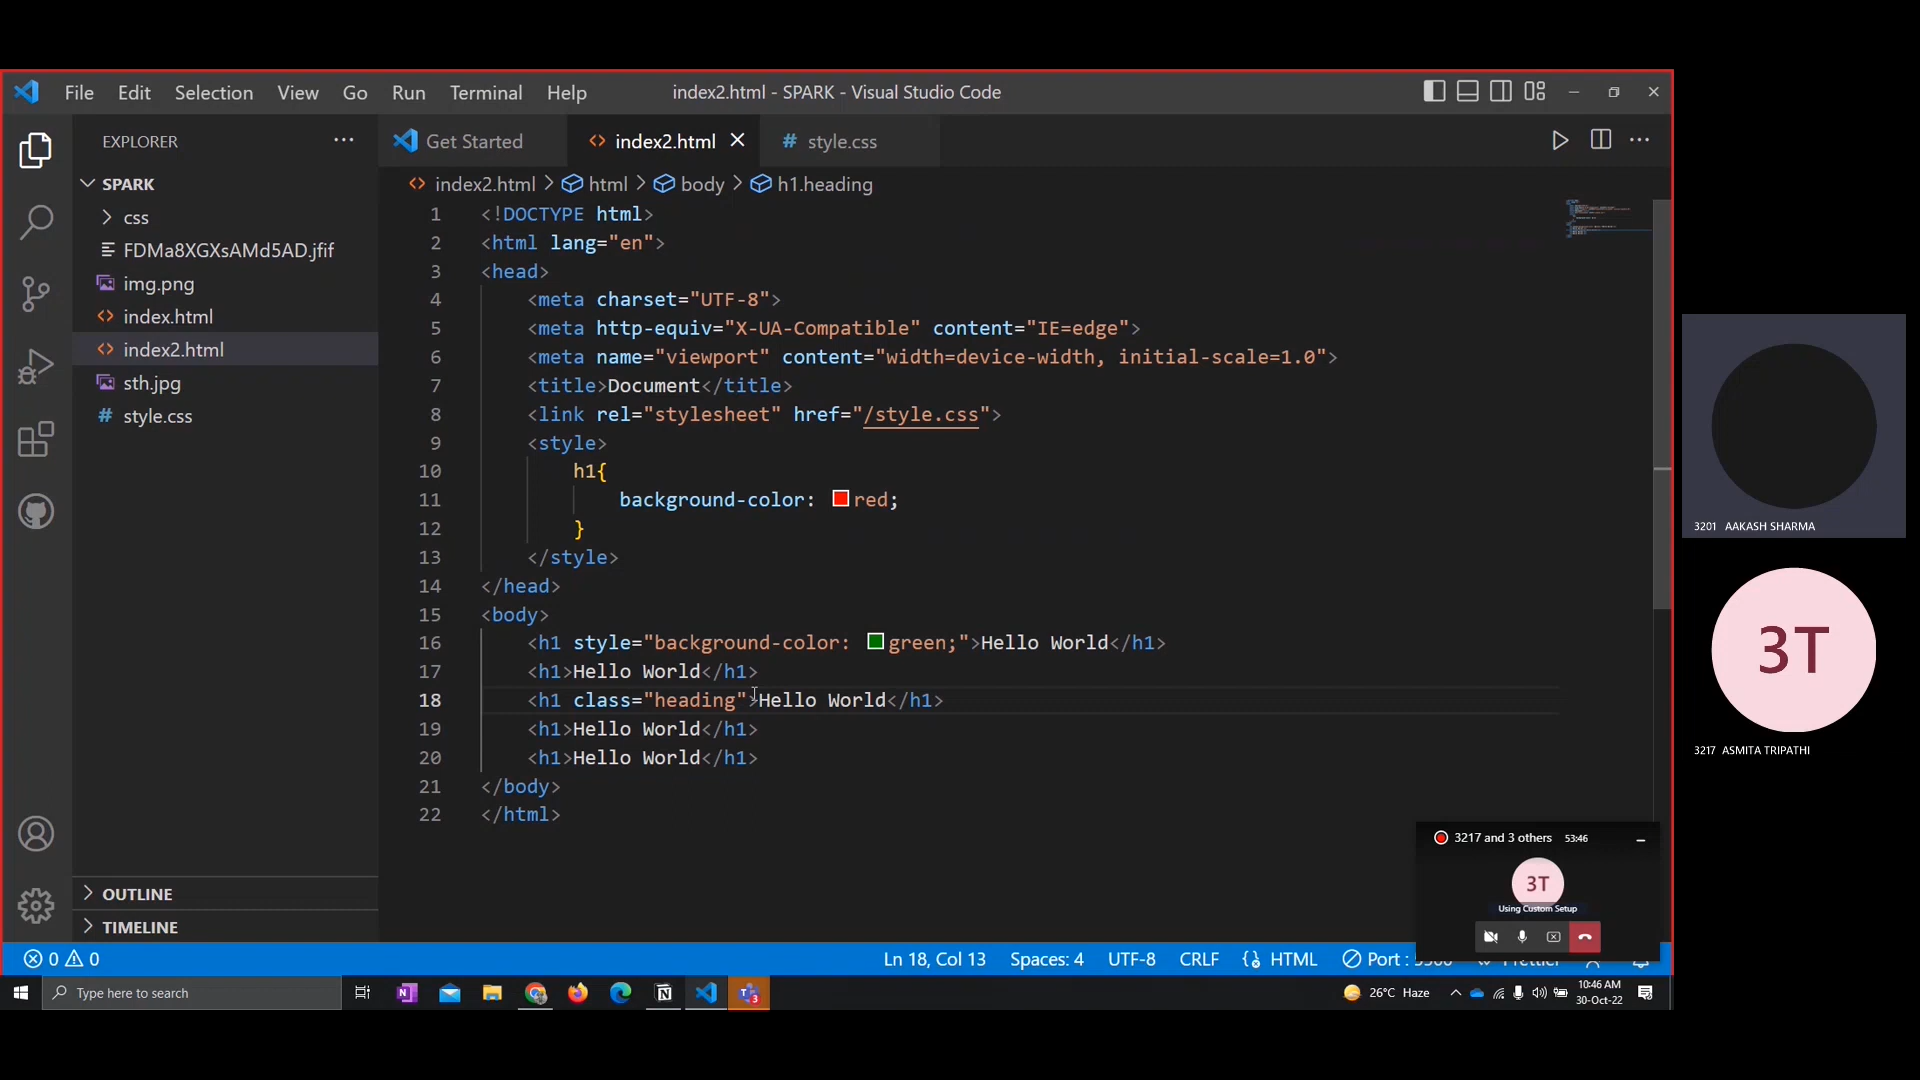 File Edit Selection View Go Run Terminal Help
index2.html - SPARK - Visual Studio Code
EXPLORER
Get Started
index2.html
# style.css
SPARK
css
FDMa8XGXsAMd5AD.jfif
img.png
index.html
index2.html
sth.jpg
# style.css
OUTLINE
TIMELINE
index2.html > html > body > h1.heading
1 <!DOCTYPE html>
2 <html lang="en">
3 <head>
4 <meta charset="UTF-8">
5 <meta http-equiv="X-UA-Compatible" content="IE=edge">
6 <meta name="viewport" content="width=device-width, initial-scale=1.0">
7 <title>Document</title>
8 <link rel="stylesheet" href="/style.css">
9 <style>
10 h1{
11 background-color: red;
12 }
13 </style>
14 </head>
15 <body>
16 <h1 style="background-color: green;">Hello World</h1>
17 <h1>Hello World</h1>
18 <h1 class="heading">Hello World</h1>
19 <h1>Hello World</h1>
20 <h1>Hello World</h1>
21 </body>
22 </html>
3201 AAKASH SHARMA
3T
3217 ASMITA TRIPATHI
3217 and 3 others 53:46
3T
Using Custom Setup
0 0
Ln 18, Col 13 Spaces: 4 UTF-8 CRLF HTML Port :
Type here to search
26°C Haze
10:46 AM
30-Oct-22